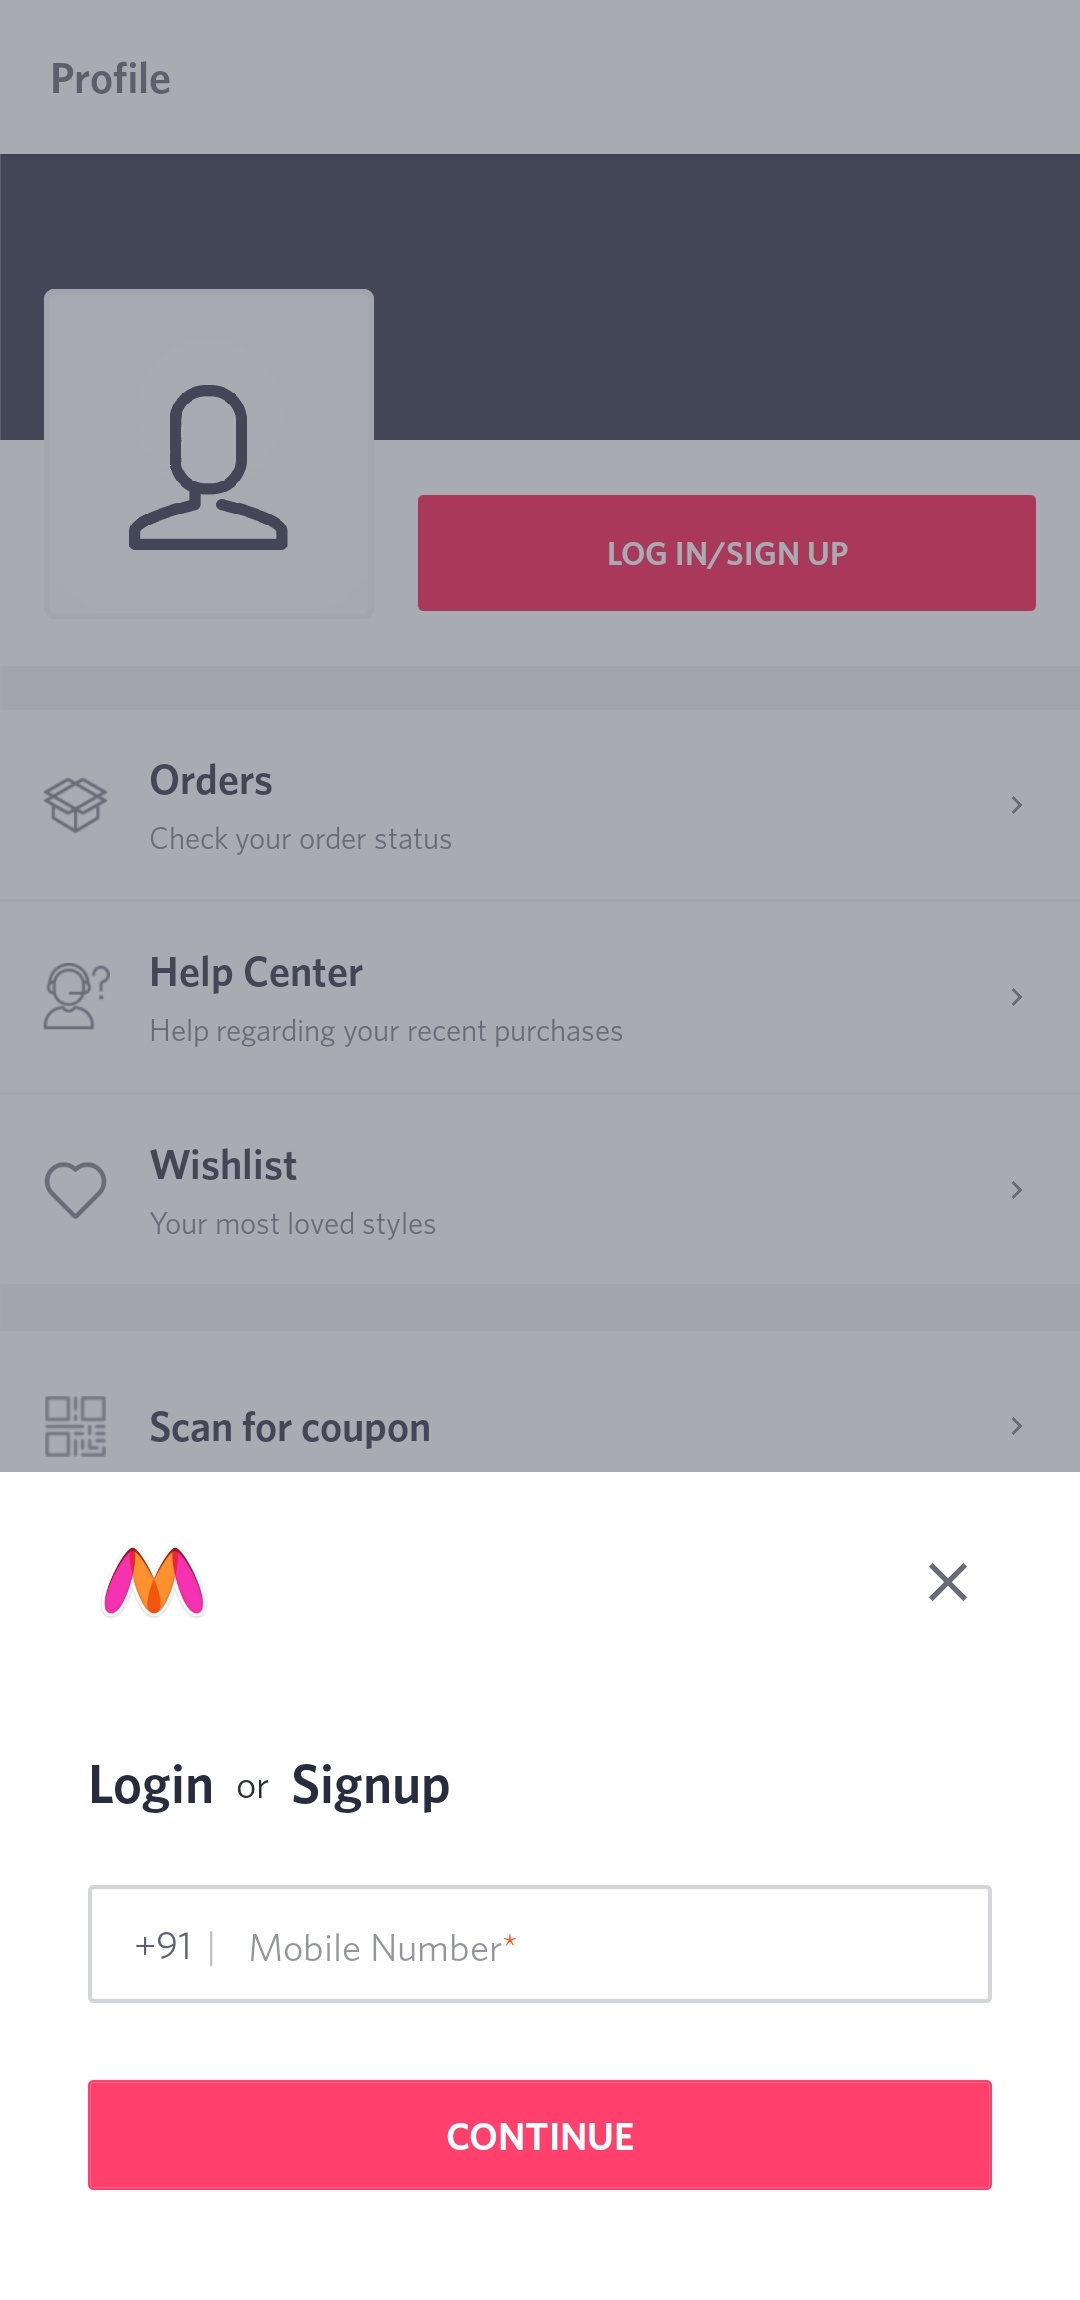 Profile
LOG IN/SIGN UP
Orders
Check your order status
Help Center
Help regarding your recent purchases
Wishlist
Your most loved styles
Scan for coupon
Login or Signup
+91 | Mobile Number*
CONTINUE